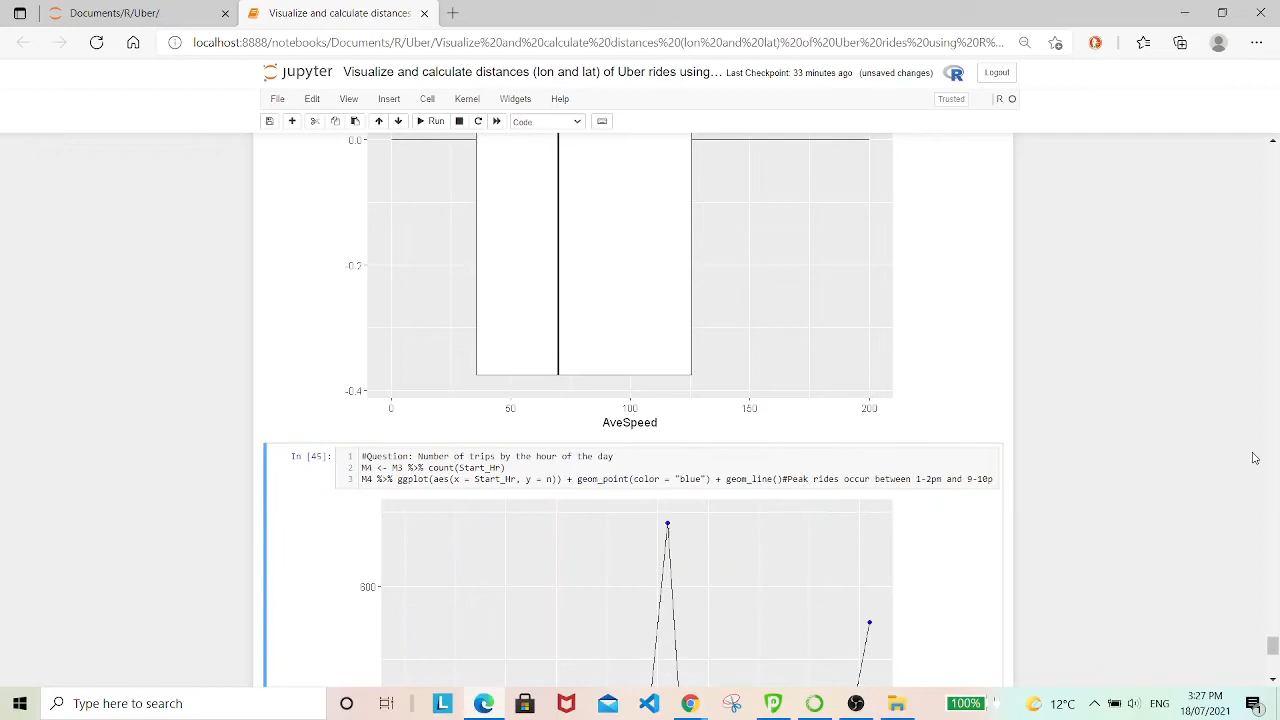 Documents/R/Uber/
Visualize and calculate distances
localhost:8888/notebooks/Documents/R/Uber/Visualize%20and%20calculate%20distances%20(lon%20and%20lat)%20of%20Uber%20rides%20using%20R%...
jupyter Visualize and calculate distances (lon and lat) of Uber rides using... Last Checkpoint: 33 minutes ago (unsaved changes) R Logout
File Edit View Insert Cell Kernel Widgets Help Trusted R
Run Code
0.0
-0.2
-0.4
0 50 100 150 200
AveSpeed
In [45]: 1 #Question: Number of trips by the hour of the day
2 M4 <- M3 %>% count(Start_Hr)
3 M4 %>% ggplot(aes(x = Start_Hr, y = n)) + geom_point(color = "blue") + geom_line()#Peak rides occur between 1-2pm and 9-10p
600
Type here to search
L
100% 12°C ENG 3:27 PM
18/07/2021
1